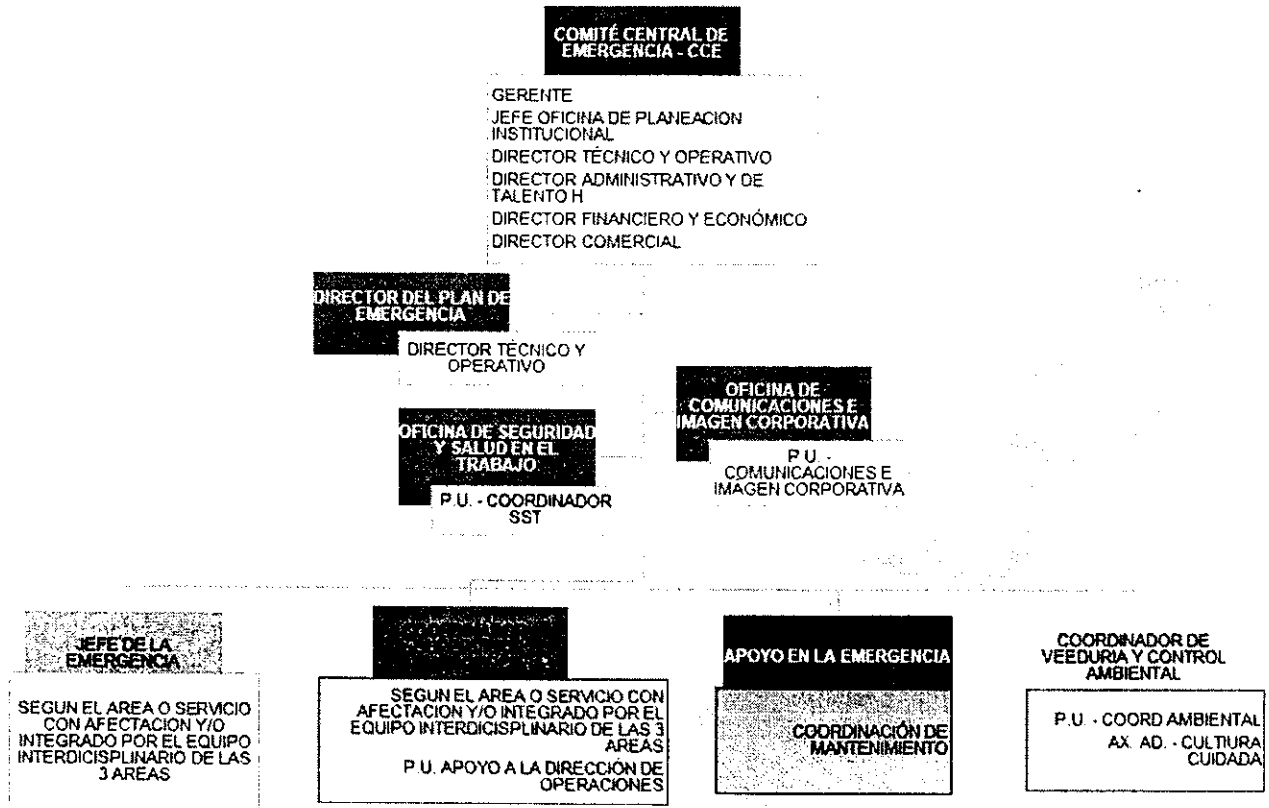 COMITÉ CENTRAL DE
EMERGENCIA - CCE
GERENTE
JEFE OFICINA DE PLANEACION
INSTITUCIONAL
DIRECTOR TÉCNICO Y OPERATIVO
DIRECTOR ADMINISTRATIVO Y DE
TALENTO H
DIRECTOR FINANCIERO Y ECONÓMICO
DIRECTOR COMERCIAL
DIRECTOR DEL PLAN DE
EMERGENCIA
DIRECTOR TÉCNICO Y
OPERATIVO
OFICINA DE
COMUNICACIONES E
IMAGEN CORPORATIVA
P.U. -
COMUNICACIONES E
IMAGEN CORPORATIVA
OFICINA DE SEGURIDAD
Y SALUD EN EL
TRABAJO
P.U. - COORDINADOR
SST
JEFE DE LA
EMERGENCIA
SEGUN EL AREA O SERVICIO
CON AFECTACION Y/O
INTEGRADO POR EL EQUIPO
INTERDICISPLINARIO DE LAS
3 AREAS
SEGUN EL AREA O SERVICIO CON
AFECTACION Y/O INTEGRADO POR EL
EQUIPO INTERDICISPLINARIO DE LAS 3
AREAS
P.U. APOYO A LA DIRECCIÓN DE
OPERACIONES
APOYO EN LA EMERGENCIA
COORDINACIÓN DE
MANTENIMIENTO
COORDINADOR DE
VEEDURIA Y CONTROL
AMBIENTAL
P.U. - COORD AMBIENTAL
AX. AD. - CULTIURA
CUIDADA